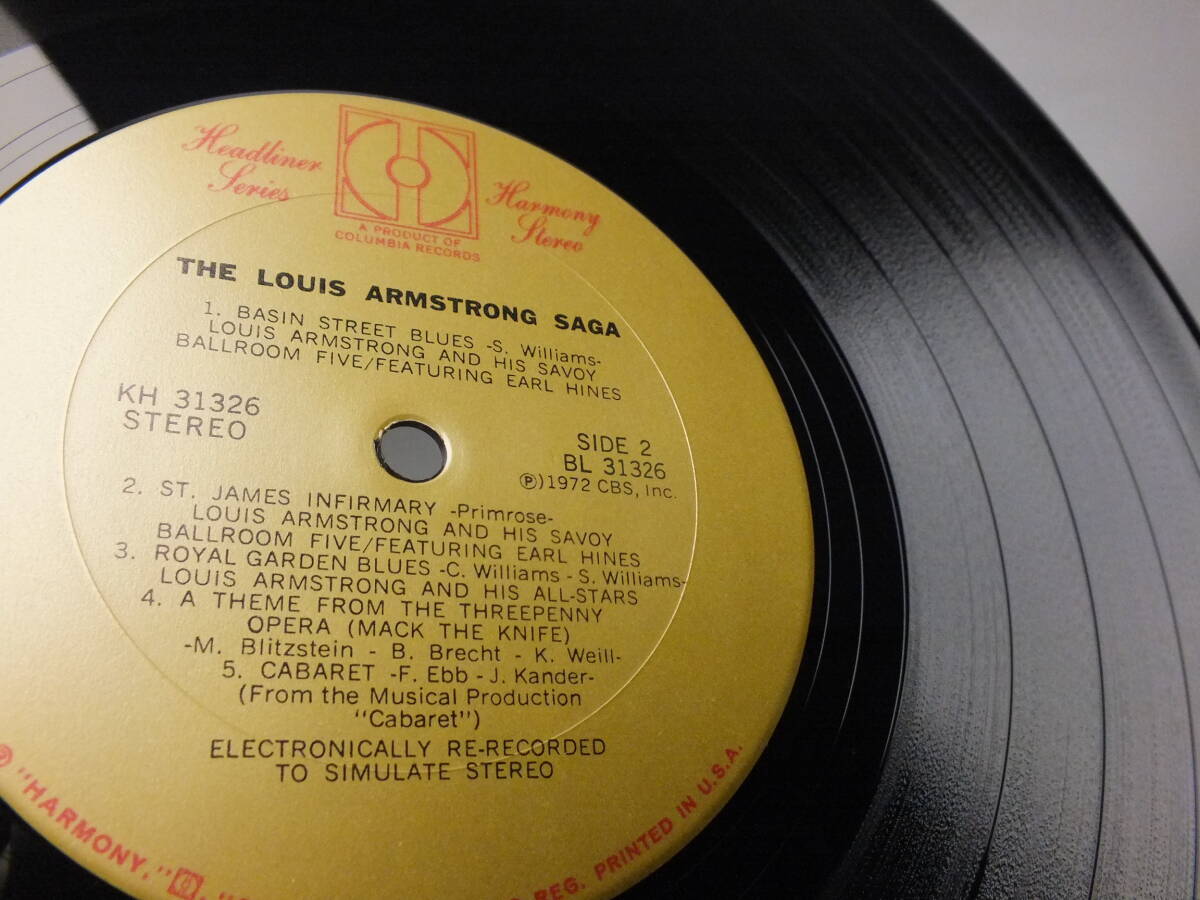 Headliner
Series
Harmony
Stereo
A PRODUCT OF
COLUMBIA RECORDS
THE LOUIS ARMSTRONG SAGA
1. BASIN STREET BLUES -S. Williams-
LOUIS ARMSTRONG AND HIS SAVOY
BALLROOM FIVE/FEATURING EARL HINES
KH 31326
STEREO
SIDE 2
BL 31326
Ⓟ)1972 CBS, Inc.
2. ST. JAMES INFIRMARY -Primrose-
LOUIS ARMSTRONG AND HIS SAVOY
BALLROOM FIVE/FEATURING EARL HINES
3. ROYAL GARDEN BLUES -C. Williams - S. Williams-
LOUIS ARMSTRONG AND HIS ALL-STARS
4. A THEME FROM THE THREEPENNY
OPERA (MACK THE KNIFE)
-M. Blitzstein - B. Brecht - K. Weill-
5. CABARET -F. Ebb - J. Kander-
(From the Musical Production
"Cabaret")
ELECTRONICALLY RE-RECORDED
TO SIMULATE STEREO
® "HARMONY," REG. PRINTED IN U.S.A.